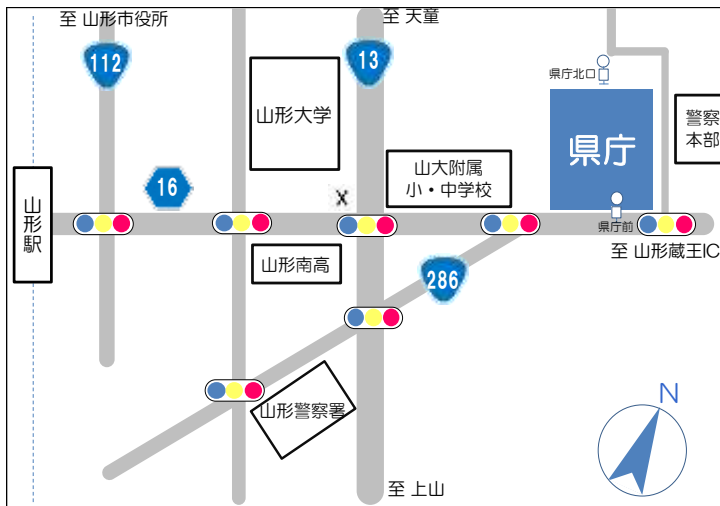 至 山形市役所
至 天童
112
13
県庁北口
山形大学
県庁
警察
本部
山大附属
小・中学校
16
X
山形駅
県庁前
山形南高
至 山形蔵王IC
286
山形警察署
N
至 上山